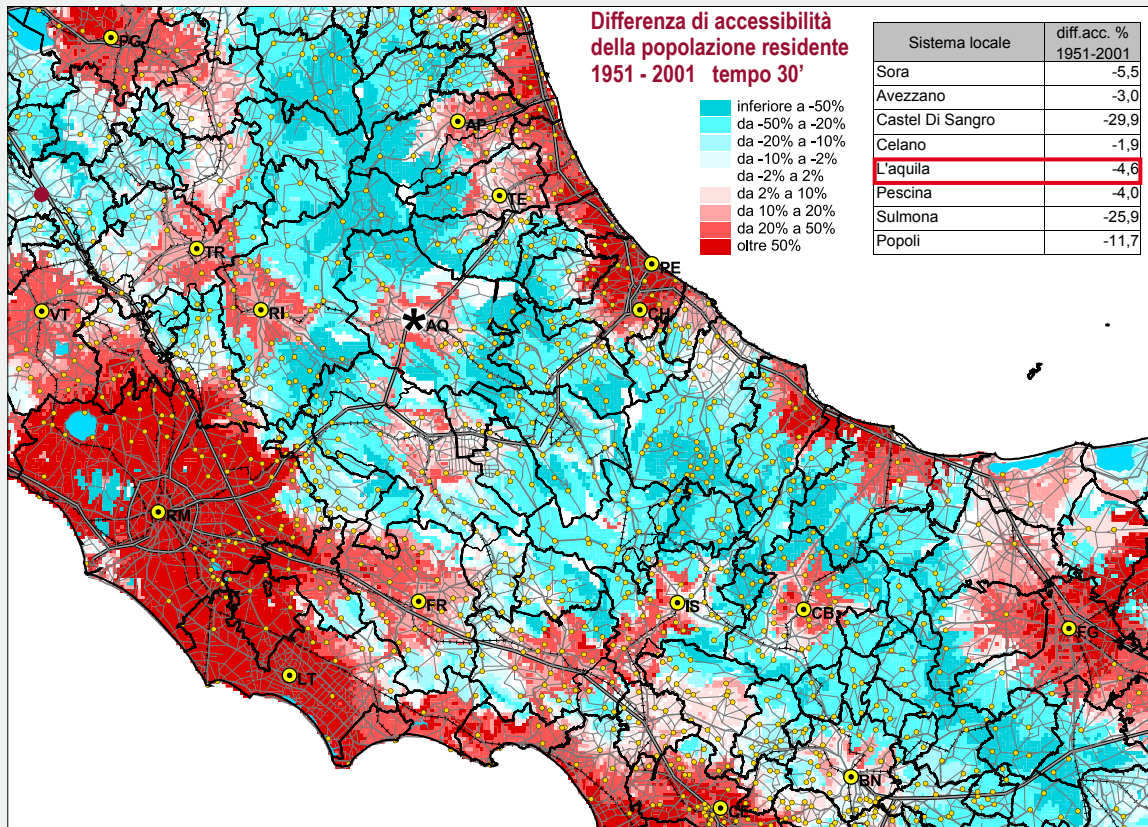 Differenza di accessibilità
della popolazione residente
1951 - 2001 tempo 30'
inferiore a -50%
da -50% a -20%
da -20% a -10%
da -10% a -2%
da -2% a 2%
da 2% a 10%
da 10% a 20%
da 20% a 50%
oltre 50%
Sistema locale diff.acc. % 1951-2001
Sora -5,5
Avezzano -3,0
Castel Di Sangro -29,9
Celano -1,9
L'aquila -4,6
Pescina -4,0
Sulmona -25,9
Popoli -11,7
PG
AP
TE
TR
PE
VT
RI
CH
AQ
RM
FR
IS
CB
FG
LT
BN
CE